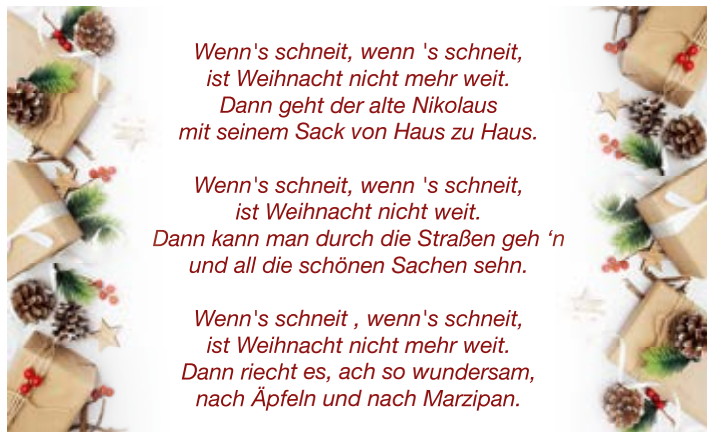 Wenn's schneit, wenn 's schneit,
ist Weihnacht nicht mehr weit.
Dann geht der alte Nikolaus
mit seinem Sack von Haus zu Haus.

Wenn's schneit, wenn 's schneit,
ist Weihnacht nicht weit.
Dann kann man durch die Straßen geh ‘n
und all die schönen Sachen sehn.

Wenn's schneit , wenn's schneit,
ist Weihnacht nicht mehr weit.
Dann riecht es, ach so wundersam,
nach Äpfeln und nach Marzipan.